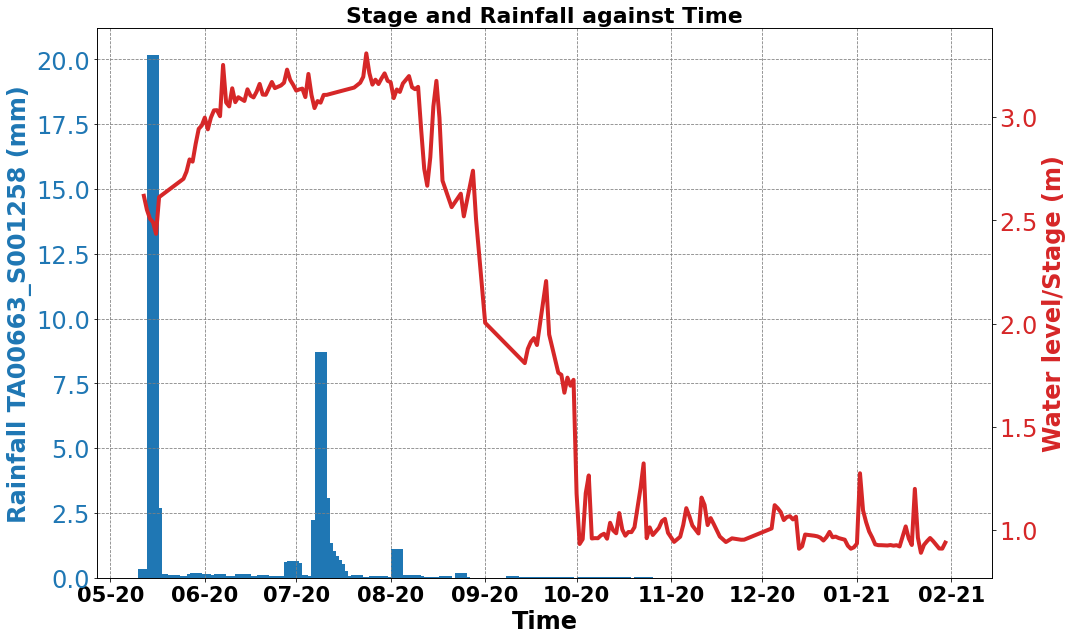 Stage and Rainfall against Time
Rainfall TA00663_S001258 (mm)
20.0
17.5
15.0
12.5
10.0
7.5
5.0
2.5
0.0
Water level/Stage (m)
3.0
2.5
2.0
1.5
1.0
05-20 06-20 07-20 08-20 09-20 10-20 11-20 12-20 01-21 02-21
Time